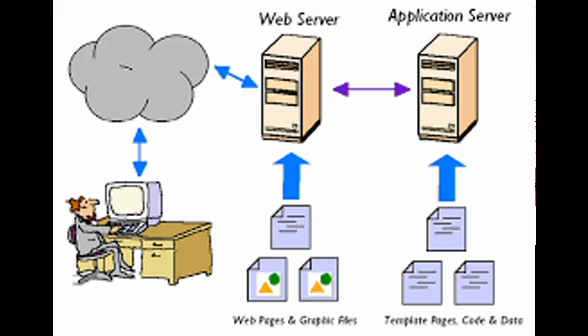 Web Server
Application Server
Web Pages & Graphic Files
Template Pages, Code & Data